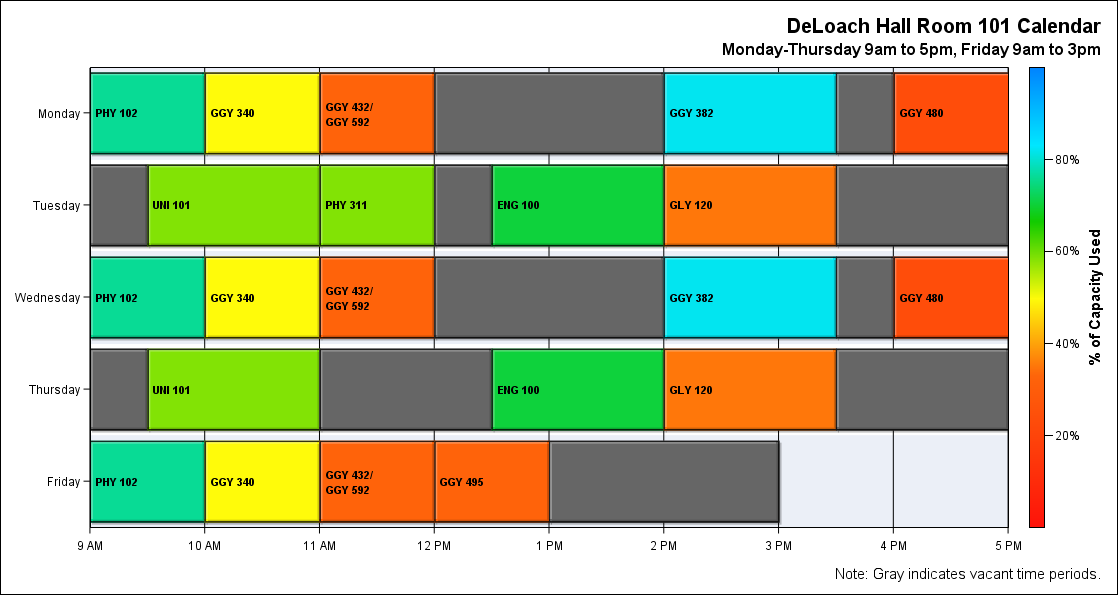 DeLoach Hall Room 101 Calendar
Monday-Thursday 9am to 5pm, Friday 9am to 3pm
Monday
PHY 102
GGY 340
GGY 432/
GGY 592
GGY 382
GGY 480
Tuesday
UNI 101
PHY 311
ENG 100
GLY 120
Wednesday
PHY 102
GGY 340
GGY 432/
GGY 592
GGY 382
GGY 480
Thursday
UNI 101
ENG 100
GLY 120
Friday
PHY 102
GGY 340
GGY 432/
GGY 592
GGY 495
9 AM
10 AM
11 AM
12 PM
1 PM
2 PM
3 PM
4 PM
5 PM
80%
60%
40%
20%
% of Capacity Used
Note: Gray indicates vacant time periods.